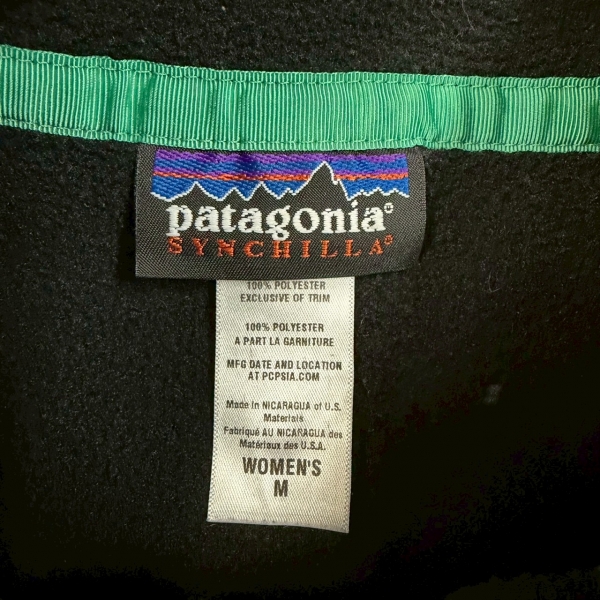 patagonia®
SYNCHILLA®
100% POLYESTER
EXCLUSIVE OF TRIM
100% POLYESTER
A PART LA GARNITURE
MFG DATE AND LOCATION
AT PCPSIA.COM
Made in NICARAGUA of U.S.
Materials
Fabriqué AU NICARAGUA des
Matériaux des U.S.A.
WOMEN'S
M